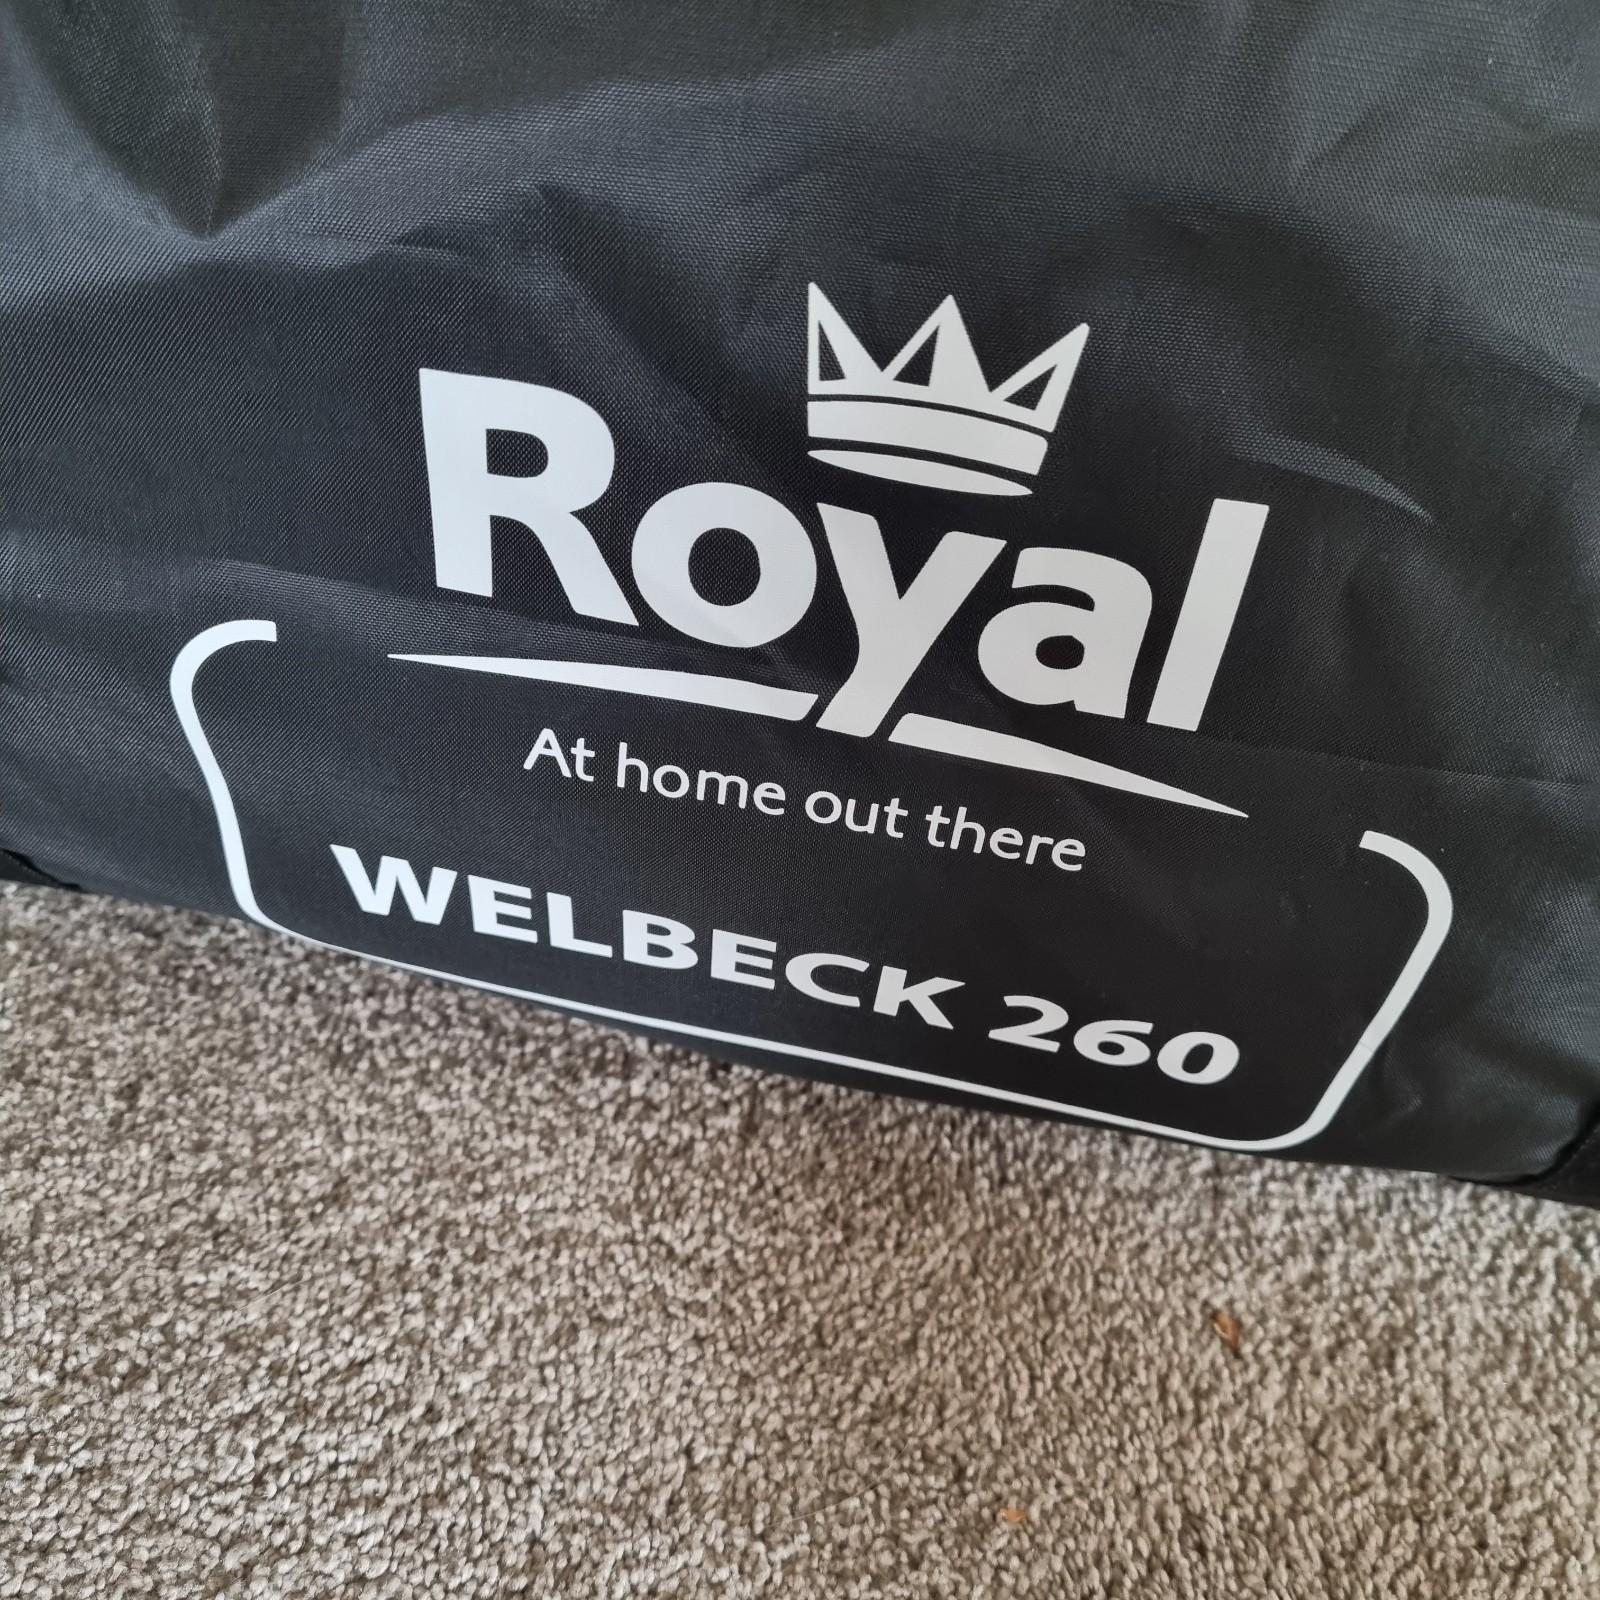 Royal
At home out there
WELBECK 260